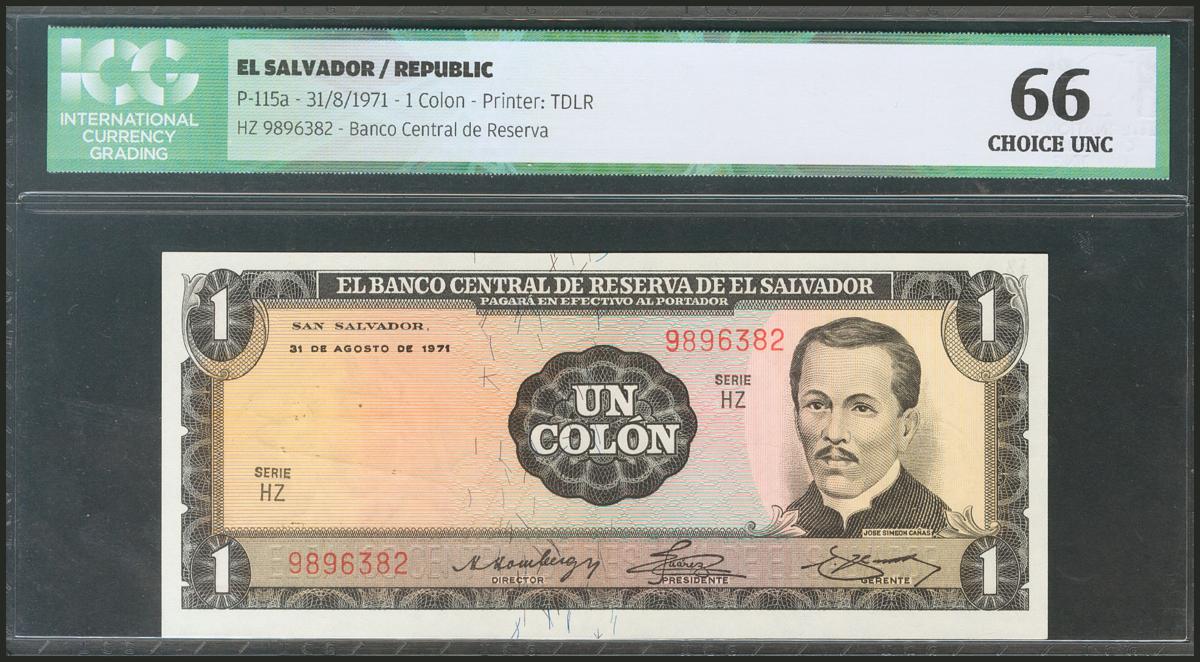 ICG
INTERNATIONAL
CURRENCY
GRADING
EL SALVADOR / REPUBLIC
P-115a - 31/8/1971 - 1 Colon - Printer: TDLR
HZ 9896382 - Banco Central de Reserva
66
CHOICE UNC
1
EL BANCO CENTRAL DE RESERVA DE EL SALVADOR
1
PAGARÁ EN EFECTIVO AL PORTADOR
SAN SALVADOR,
31 DE AGOSTO DE 1971
9896382
SERIE
HZ
UN
COLÓN
SERIE
HZ
JOSE SIMEON CAÑAS
1
9896382
DIRECTOR
Suarez
PRESIDENTE
GERENTE
1